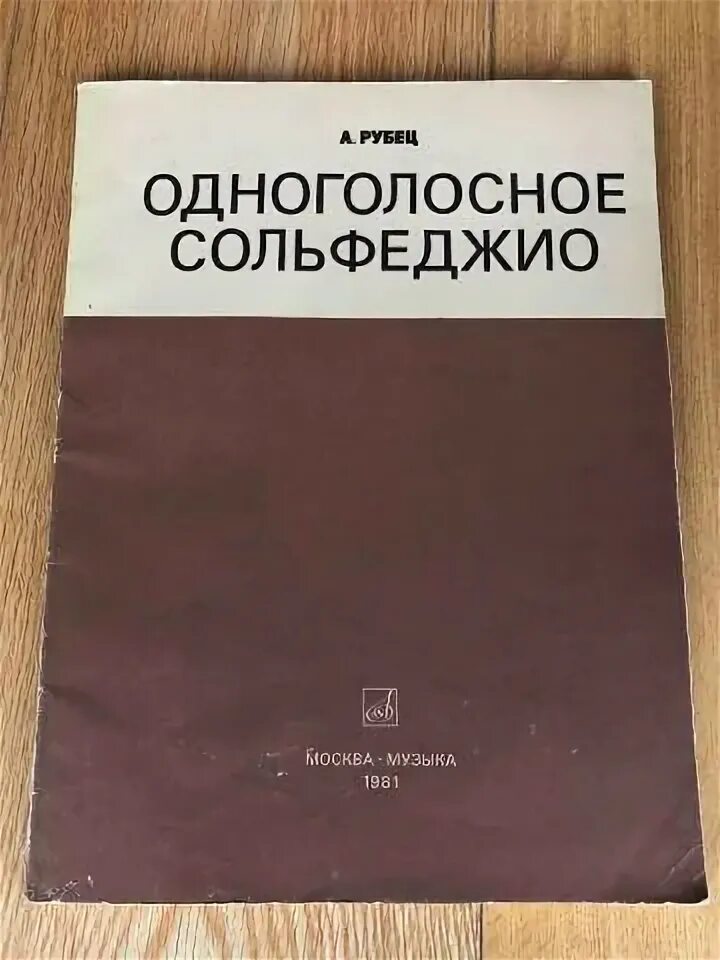 А. РУБЕЦ
ОДНОГОЛОСНОЕ
СОЛЬФЕДЖИО
МОСКВА - МУЗЫКА
1981